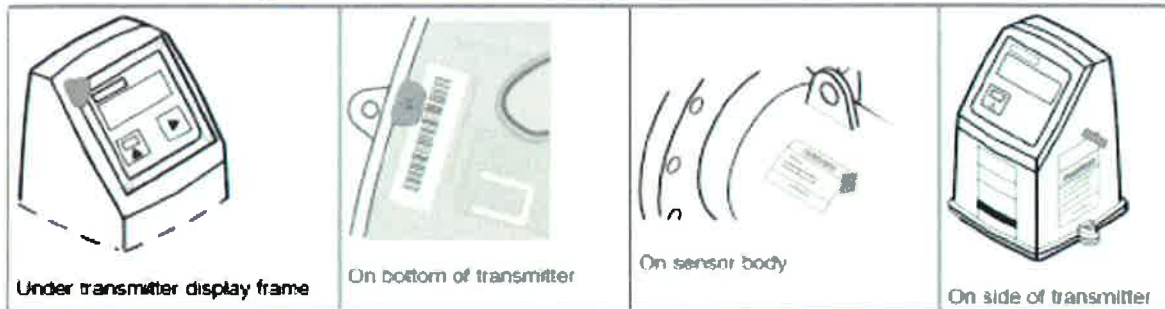 Under transmitter display frame
On bottom of transmitter
On sensor body
On side of transmitter